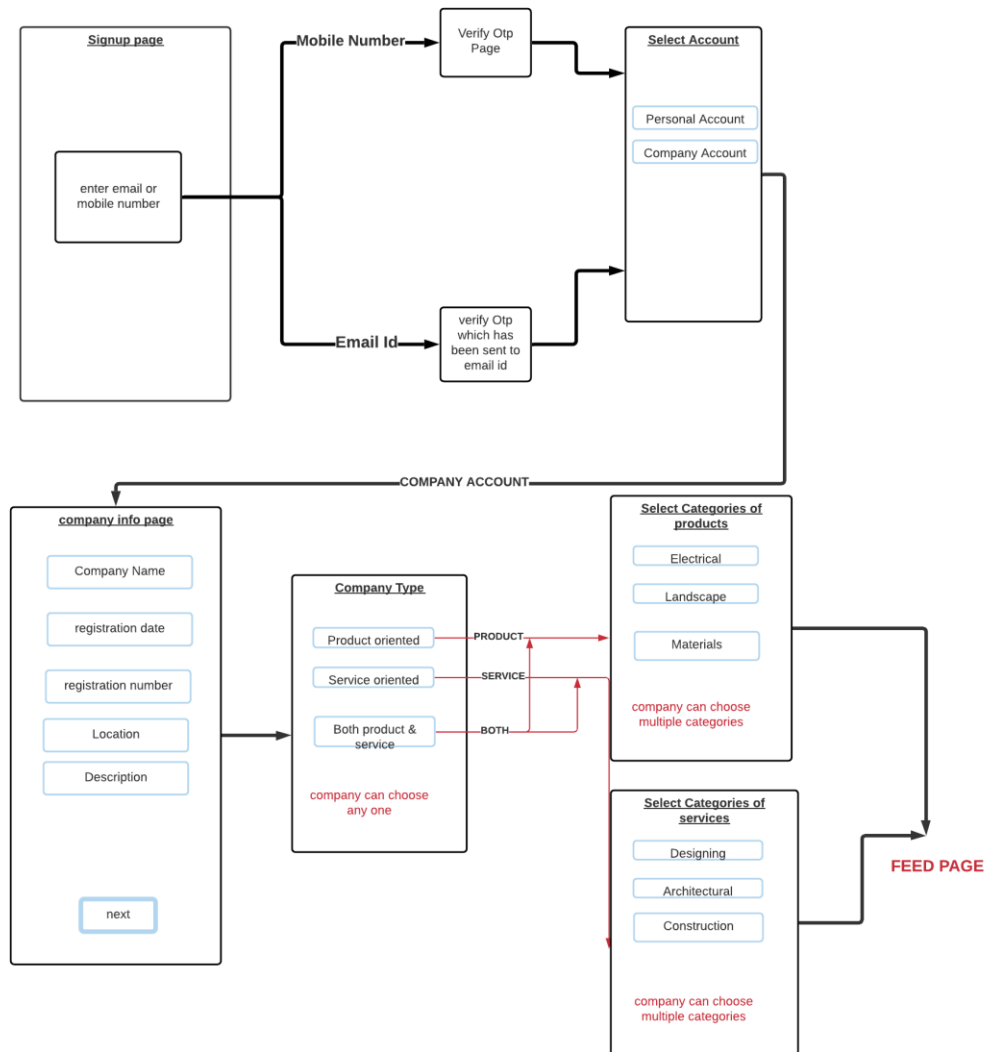 Signup page
enter email or
mobile number
Mobile Number
Verify Otp
Page
Email Id
verify Otp
which has
been sent to
email id
Select Account
Personal Account
Company Account
COMPANY ACCOUNT
company info page
Company Name
registration date
registration number
Location
Description
next
Company Type
Product oriented
Service oriented
Both product &
service
company can choose
any one
PRODUCT
SERVICE
BOTH
Select Categories of
products
Electrical
Landscape
Materials
company can choose
multiple categories
Select Categories of
services
Designing
Architectural
Construction
company can choose
multiple categories
FEED PAGE